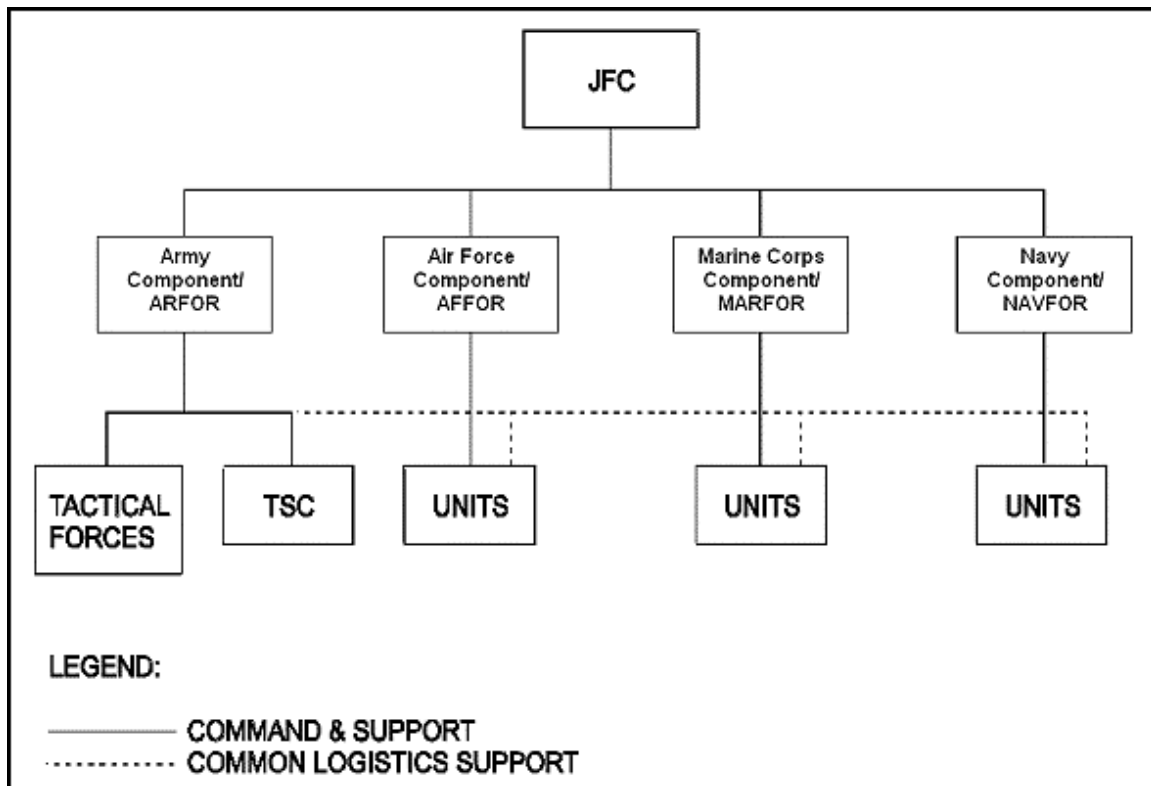 JFC
Army
Component/
ARFOR
Air Force
Component/
AFFOR
Marine Corps
Component/
MARFOR
Navy
Component/
NAVFOR
TACTICAL
FORCES
TSC
UNITS
UNITS
UNITS
LEGEND:
COMMAND & SUPPORT
COMMON LOGISTICS SUPPORT